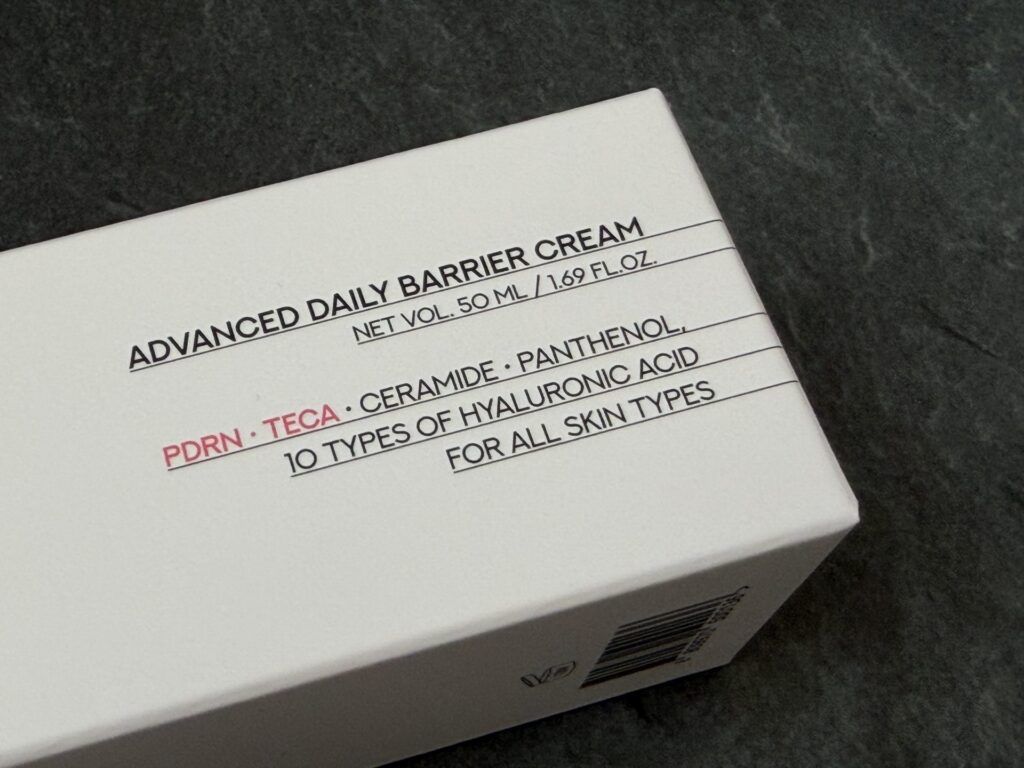 ADVANCED DAILY BARRIER CREAM
NET VOL. 50 ML / 1.69 FL.OZ.
PDRN · TECA · CERAMIDE · PANTHENOL,
10 TYPES OF HYALURONIC ACID
FOR ALL SKIN TYPES